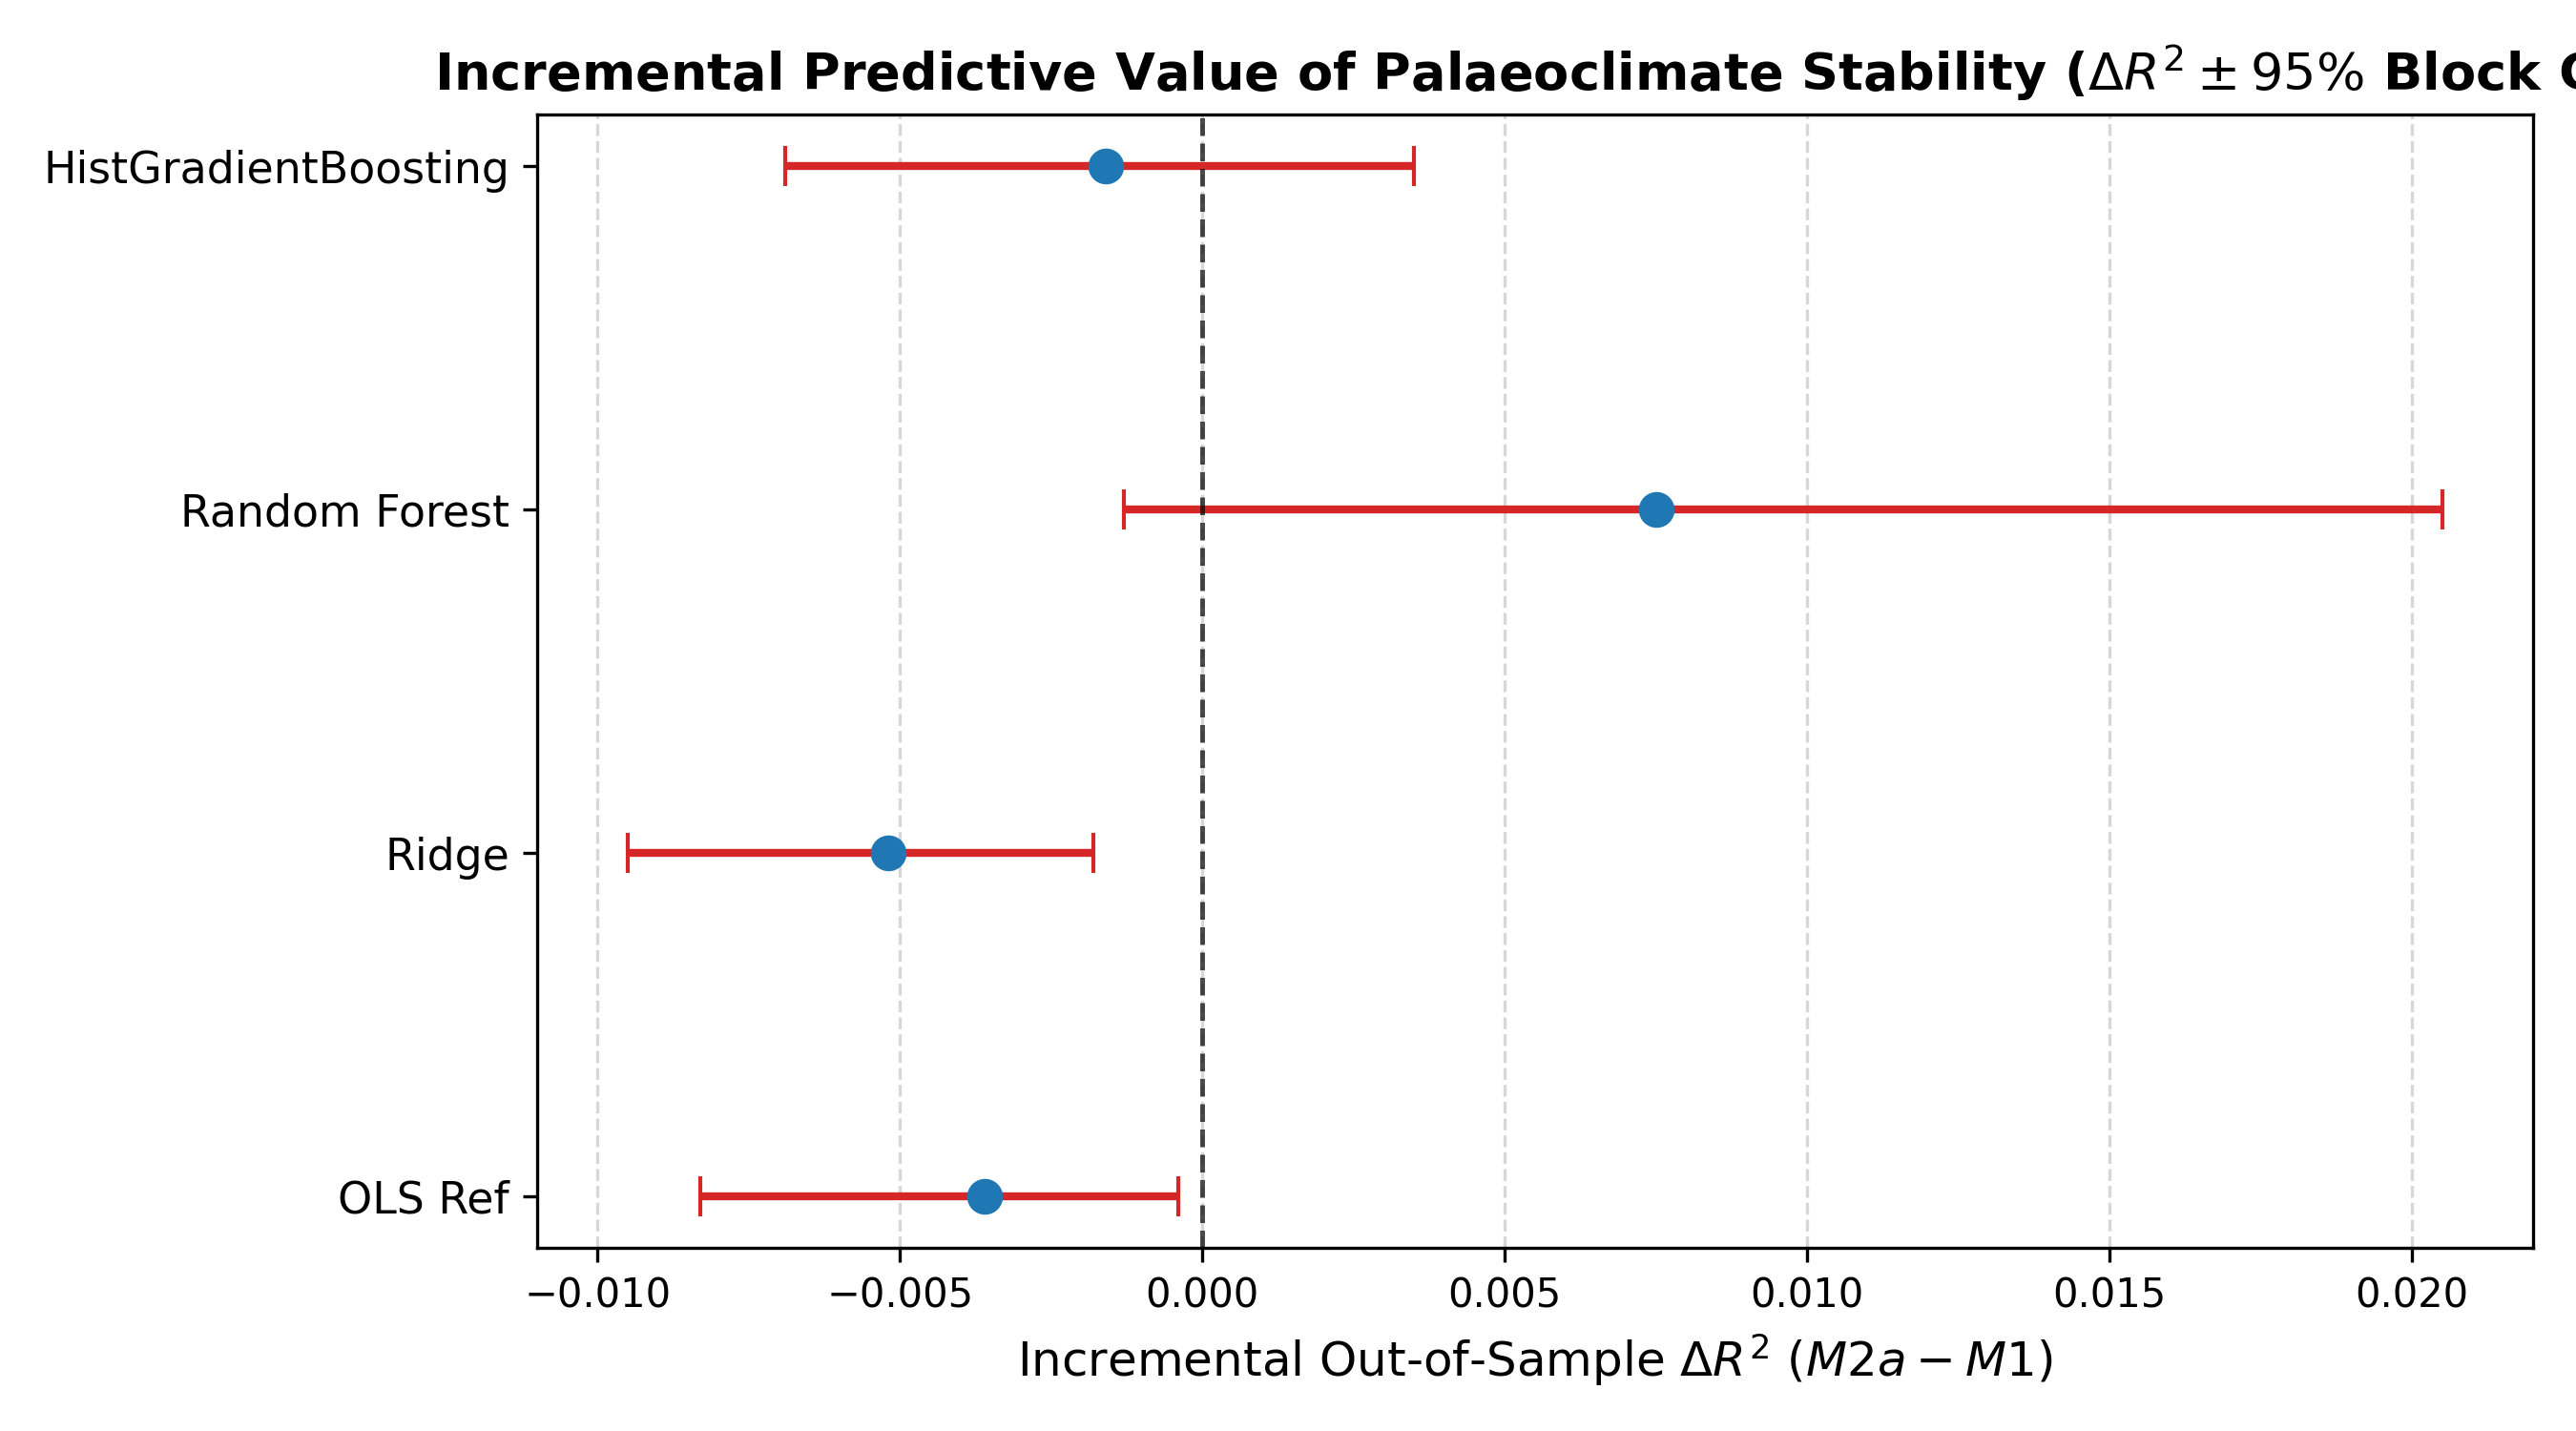 Incremental Predictive Value of Palaeoclimate Stability (ΔR² ± 95% Block
HistGradientBoosting
Random Forest
Ridge
OLS Ref
−0.010 −0.005 0.000 0.005 0.010 0.015 0.020
Incremental Out-of-Sample ΔR² (M2a − M1)